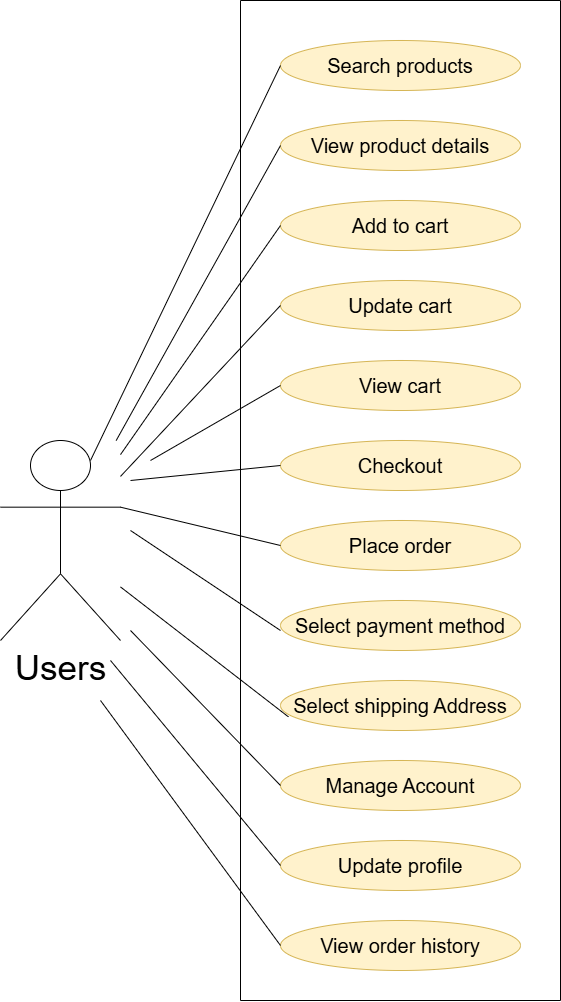 Search products
View product details
Add to cart
Update cart
View cart
Checkout
Place order
Select payment method
Users
Select shipping Address
Manage Account
Update profile
View order history